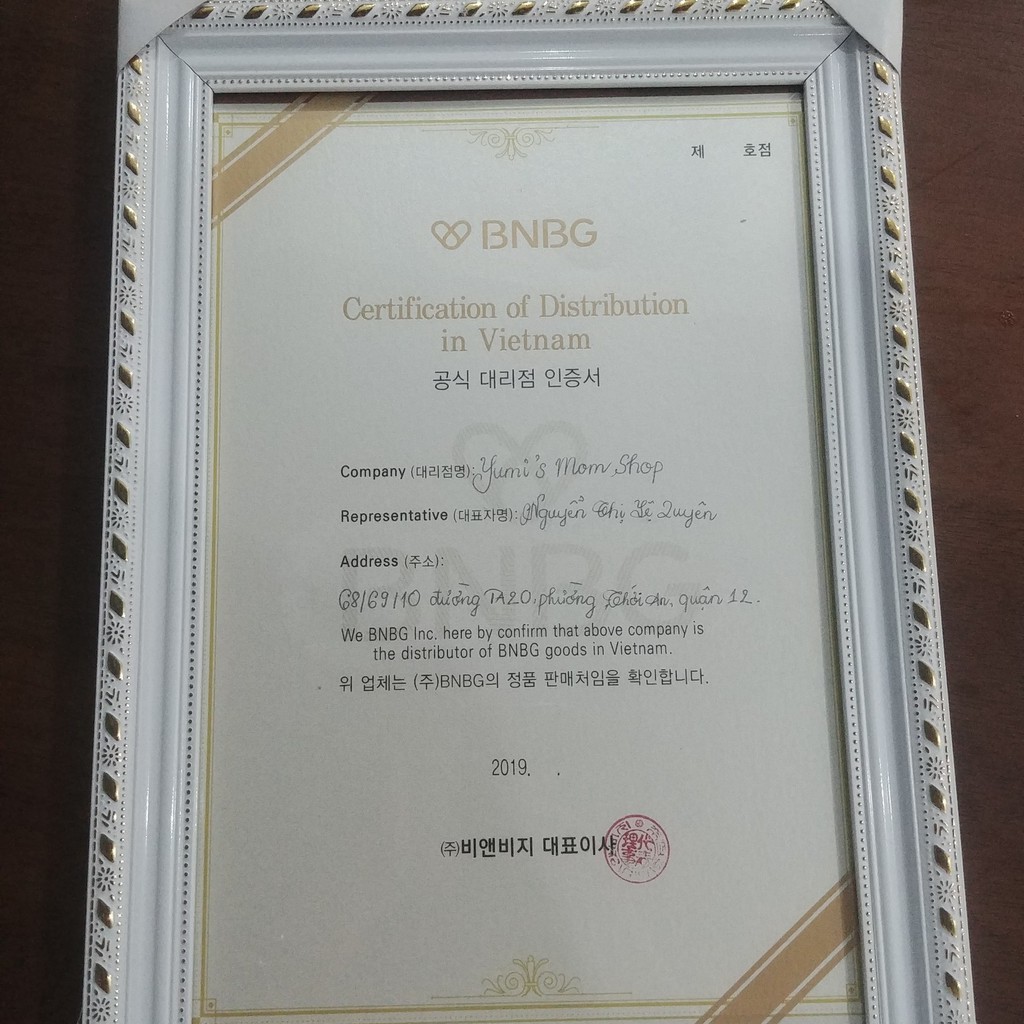 제 호점
BNBG
Certification of Distribution
in Vietnam
공식 대리점 인증서
Company (대리점명): Yumi's Mom Shop
Representative (대표자명): Nguyễn Thị Lệ Quyên
Address (주소):
68/69/10 đường TA20, phường Thới An, quận 12.
We BNBG Inc. here by confirm that above company is
the distributor of BNBG goods in Vietnam.
위 업체는 (주)BNBG의 정품 판매처임을 확인합니다.
2019. .
(주)비앤비지 대표이사